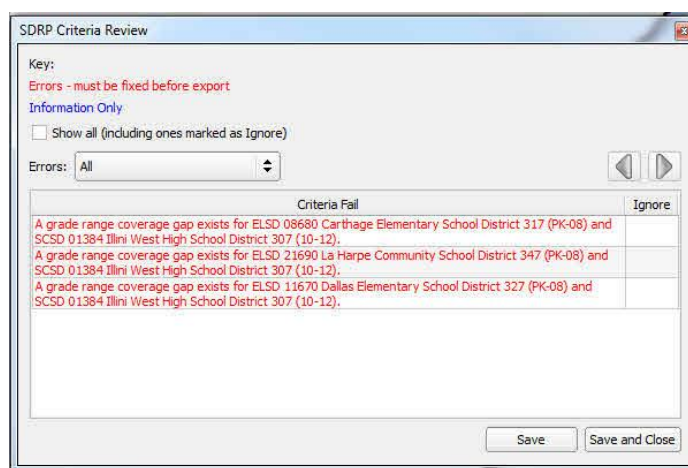 SDRP Criteria Review
Key:
Errors - must be fixed before export
Information Only
Show all (including ones marked as Ignore)
Errors: All
Criteria Fail Ignore
A grade range coverage gap exists for ELSD 08680 Carthage Elementary School District 317 (PK-08) and
SCSD 01384 Illini West High School District 307 (10-12).
A grade range coverage gap exists for ELSD 21690 La Harpe Community School District 347 (PK-08) and
SCSD 01384 Illini West High School District 307 (10-12).
A grade range coverage gap exists for ELSD 11670 Dallas Elementary School District 327 (PK-08) and
SCSD 01384 Illini West High School District 307 (10-12).
Save Save and Close